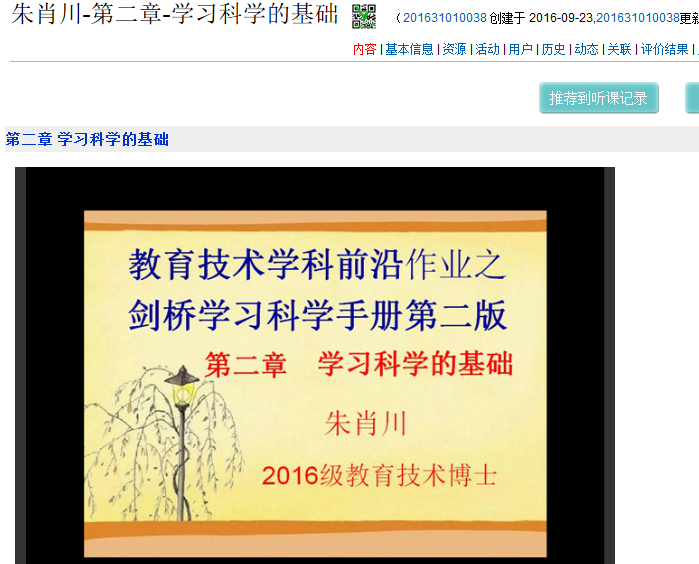 朱肖川-第二章-学习科学的基础 （ 201631010038 创建于 2016-09-23,201631010038更新
内容 | 基本信息 | 资源 | 活动 | 用户 | 历史 | 动态 | 关联 | 评价结果 |
推荐到听课记录
第二章 学习科学的基础
教育技术学科前沿作业之
剑桥学习科学手册第二版
第二章 学习科学的基础
朱肖川
2016级教育技术博士